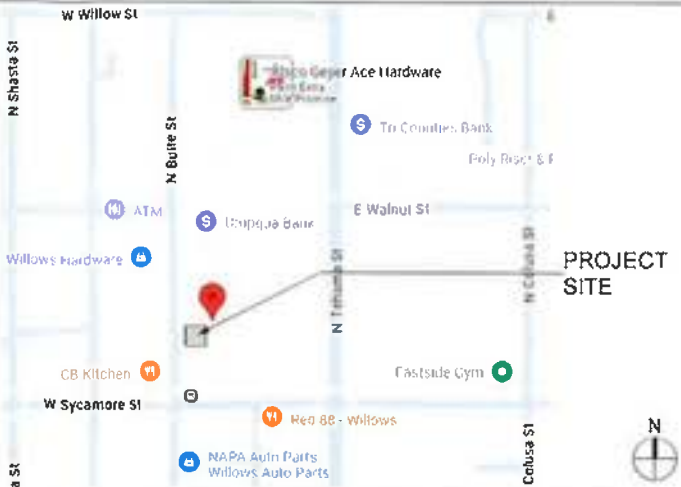 W Willow St
N Shasta St
N Butte St
Ace Hardware
Tri Counties Bank
ATM
Umpqua Bank
E Walnut St
Willows Hardware
N Tehama St
N Colusa St
PROJECT
SITE
CB Kitchen
Eastside Gym
W Sycamore St
Red 88 - Willows
NAPA Auto Parts
Willows Auto Parts
a St
Colusa St
N